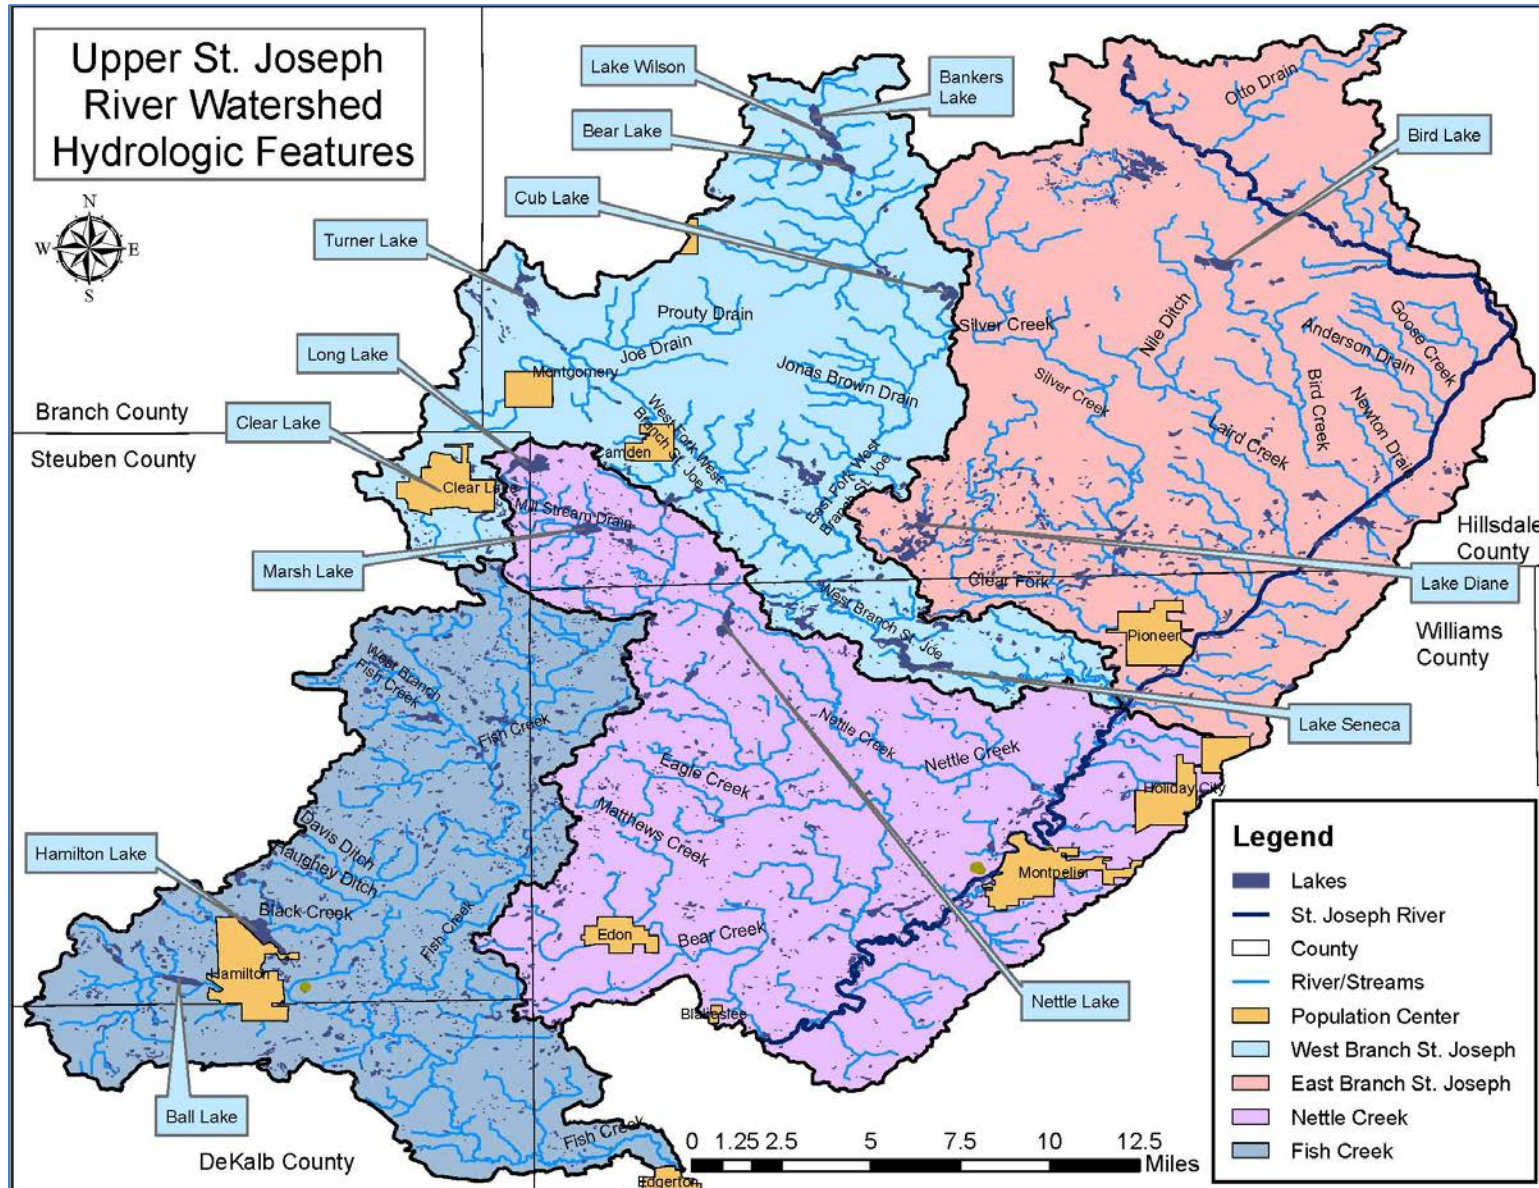 Upper St. Joseph
River Watershed
Hydrologic Features
N
W
E
S
Lake Wilson
Bankers
Lake
Bear Lake
Bird Lake
Cub Lake
Turner Lake
Long Lake
Clear Lake
Marsh Lake
Hamilton Lake
Ball Lake
Nettle Lake
Lake Seneca
Lake Diane
Otto Drain
Prouty Drain
Joe Drain
Montgomery
Jonas Brown Drain
Silver Creek
Silver Creek
Nile Ditch
Goose Creek
Anderson Drain
Newton Drain
Bird Creek
Laird Creek
Branch County
Steuben County
West Fork West
Branch St. Joe
Camden
East Fork West
Branch St. Joe
Clear Lake
Mill Stream Drain
Hillsdale
County
Clear Fork
West Branch St. Joe
Pioneer
Williams
County
West Branch
Fish Creek
Fish Creek
Nettle Creek
Nettle Creek
Eagle Creek
Matthews Creek
Holiday City
Davis Ditch
Haughey Ditch
Black Creek
Fish Creek
Montpelier
Edon
Bear Creek
Hamilton
Blakeslee
Fish Creek
Edgerton
DeKalb County
0 1.25 2.5 5 7.5 10 12.5
Miles
Legend
Lakes
St. Joseph River
County
River/Streams
Population Center
West Branch St. Joseph
East Branch St. Joseph
Nettle Creek
Fish Creek